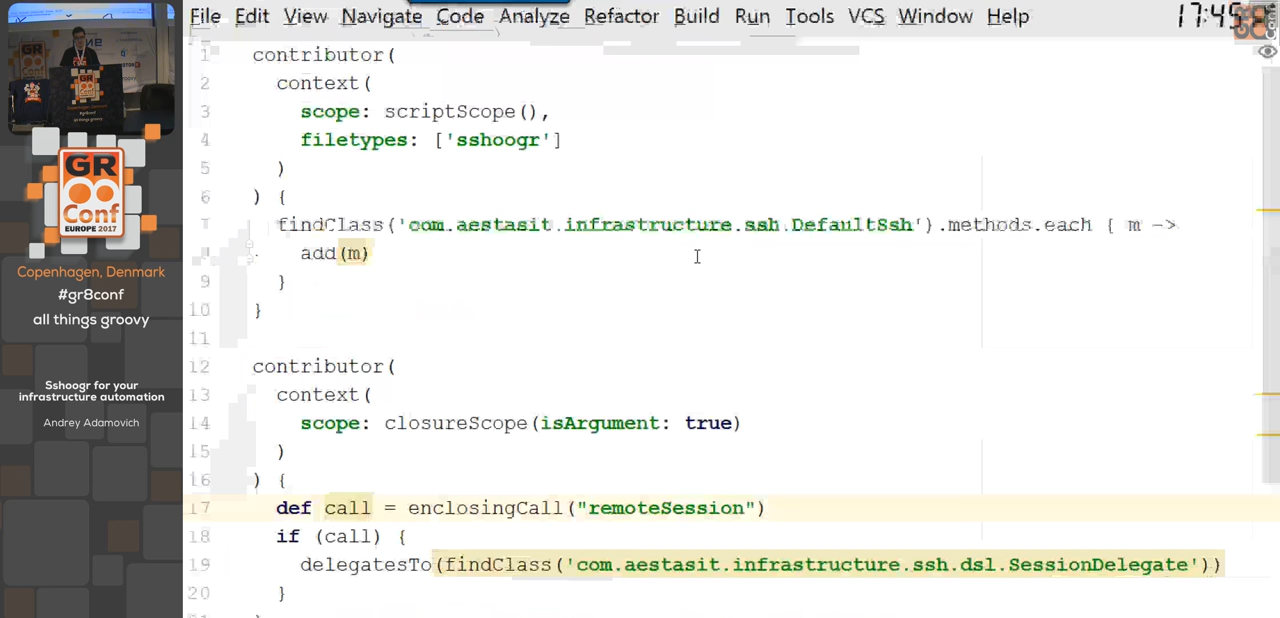 File Edit View Navigate Code Analyze Refactor Build Run Tools VCS Window Help
1 contributor(
2 context(
3 scope: scriptScope(),
4 filetypes: ['sshoogr']
5 )
6 ) {
findClass('com.aestasit.infrastructure.ssh.DefaultSsh').methods.each { m ->
add(m)
9 }
10 }
11
12 contributor(
13 context(
14 scope: closureScope(isArgument: true)
15 )
16 ) {
17 def call = enclosingCall("remoteSession")
18 if (call) {
19 delegatesTo(findClass('com.aestasit.infrastructure.ssh.dsl.SessionDelegate'))
20 }
GR
Conf
EUROPE 2017
Copenhagen, Denmark
#gr8conf
all things groovy
Sshoogr for your
infrastructure automation
Andrey Adamovich